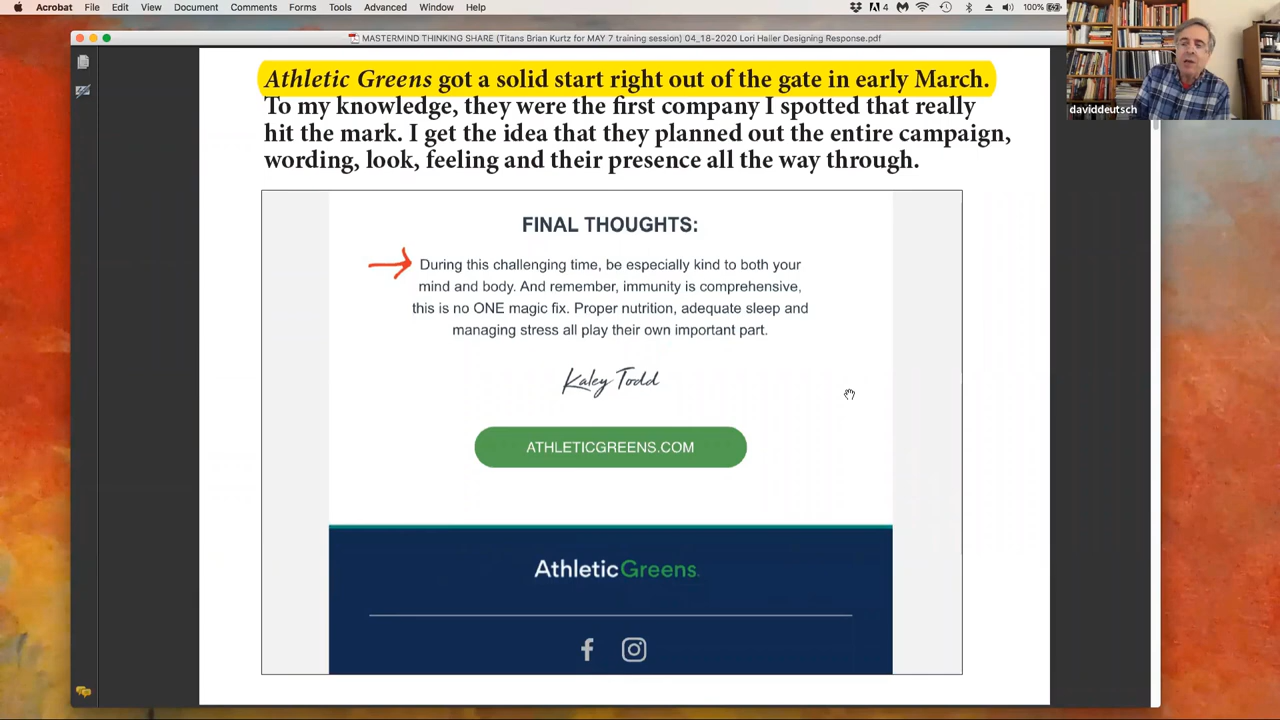 Acrobat File Edit View Document Comments Forms Tools Advanced Window Help 4 100%
MASTERMIND THINKING SHARE (Titans Brian Kurtz for MAY 7 training session) 04_18-2020 Lori Haller Designing Response.pdf
daviddeutsch
Athletic Greens got a solid start right out of the gate in early March.
To my knowledge, they were the first company I spotted that really
hit the mark. I get the idea that they planned out the entire campaign,
wording, look, feeling and their presence all the way through.
FINAL THOUGHTS:
During this challenging time, be especially kind to both your
mind and body. And remember, immunity is comprehensive,
this is no ONE magic fix. Proper nutrition, adequate sleep and
managing stress all play their own important part.
Kaley Todd
ATHLETICGREENS.COM
AthleticGreens.